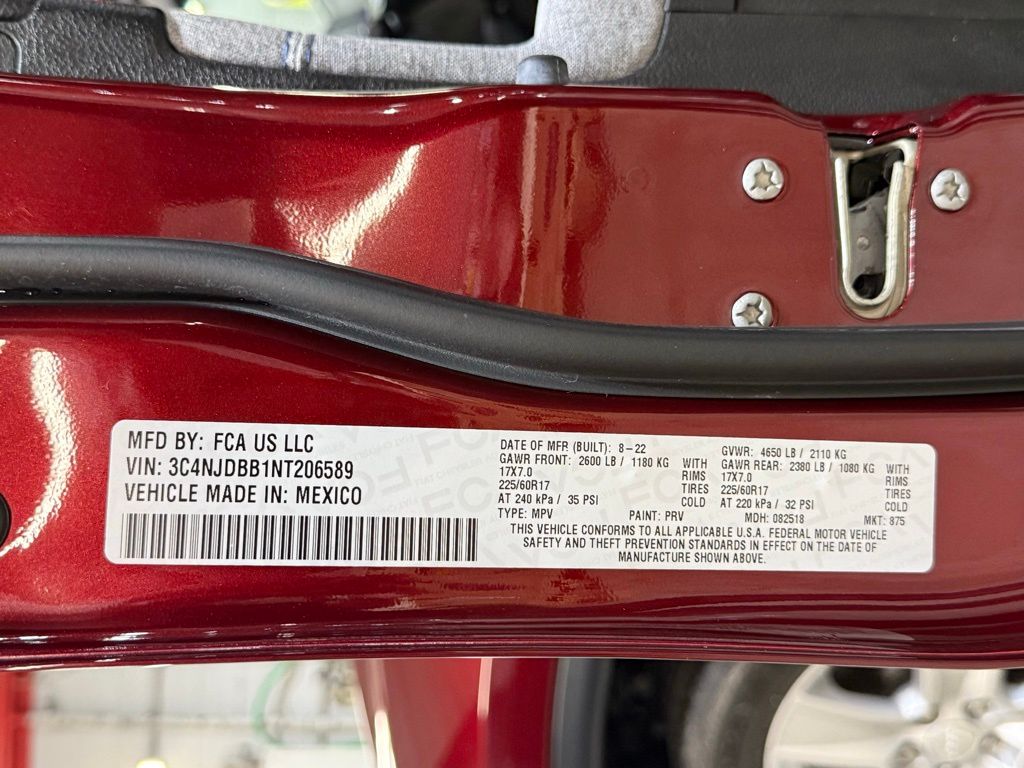 MFD BY: FCA US LLC
VIN: 3C4NJDBB1NT206589
VEHICLE MADE IN: MEXICO
DATE OF MFR (BUILT): 8-22
GAWR FRONT: 2600 LB / 1180 KG WITH
17X7.0 RIMS
225/60R17 TIRES
AT 240 kPa / 35 PSI COLD
TYPE: MPV PAINT: PRV
GVWR: 4650 LB / 2110 KG
GAWR REAR: 2380 LB / 1080 KG WITH
17X7.0 RIMS
225/60R17 TIRES
AT 220 kPa / 32 PSI COLD
MDH: 082518 MKT: 875
THIS VEHICLE CONFORMS TO ALL APPLICABLE U.S.A. FEDERAL MOTOR VEHICLE
SAFETY AND THEFT PREVENTION STANDARDS IN EFFECT ON THE DATE OF
MANUFACTURE SHOWN ABOVE.